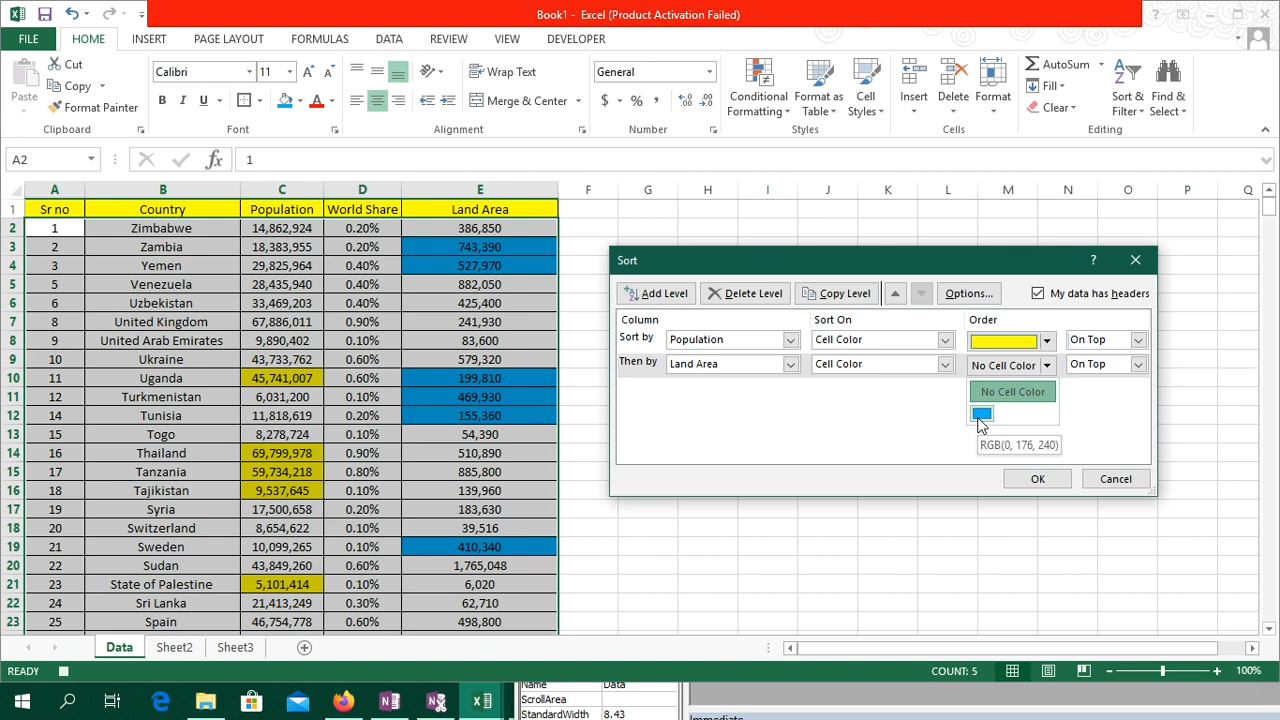 Book1 - Excel (Product Activation Failed)
FILE HOME INSERT PAGE LAYOUT FORMULAS DATA REVIEW VIEW DEVELOPER
Paste
Cut
Copy
Format Painter
Clipboard
Calibri 11
B I U A
Font
Wrap Text
Merge & Center
Alignment
General
$ % ,
Number
Conditional Formatting
Format as Table
Cell Styles
Styles
Insert Delete Format
Cells
AutoSum
Fill
Clear
Sort & Filter
Find & Select
Editing
A2 fx 1
A B C D E F G H I J K L M N O P Q
1 Sr no Country Population World Share Land Area
2 1 Zimbabwe 14,862,924 0.20% 386,850
3 2 Zambia 18,383,955 0.20% 743,390
4 3 Yemen 29,825,964 0.40% 527,970
5 5 Venezuela 28,435,940 0.40% 882,050
6 6 Uzbekistan 33,469,203 0.40% 425,400
7 8 United Kingdom 67,886,011 0.90% 241,930
8 9 United Arab Emirates 9,890,402 0.10% 83,600
9 10 Ukraine 43,733,762 0.60% 579,320
10 11 Uganda 45,741,007 0.60% 199,810
11 12 Turkmenistan 6,031,200 0.10% 469,930
12 14 Tunisia 11,818,619 0.20% 155,360
13 15 Togo 8,278,724 0.10% 54,390
14 16 Thailand 69,799,978 0.90% 510,890
15 17 Tanzania 59,734,218 0.80% 885,800
16 18 Tajikistan 9,537,645 0.10% 139,960
17 19 Syria 17,500,658 0.20% 183,630
18 20 Switzerland 8,654,622 0.10% 39,516
19 21 Sweden 10,099,265 0.10% 410,340
20 22 Sudan 43,849,260 0.60% 1,765,048
21 23 State of Palestine 5,101,414 0.10% 6,020
22 24 Sri Lanka 21,413,249 0.30% 62,710
23 25 Spain 46,754,778 0.60% 498,800
Sort ?
Add Level Delete Level Copy Level Options... My data has headers
Column Sort On Order
Sort by Population Cell Color On Top
Then by Land Area Cell Color No Cell Color On Top
No Cell Color
RGB(0, 176, 240)
OK Cancel
Data Sheet2 Sheet3
READY COUNT: 5 100%
Name Data
ScrollArea
StandardWidth 8.43
Immediate